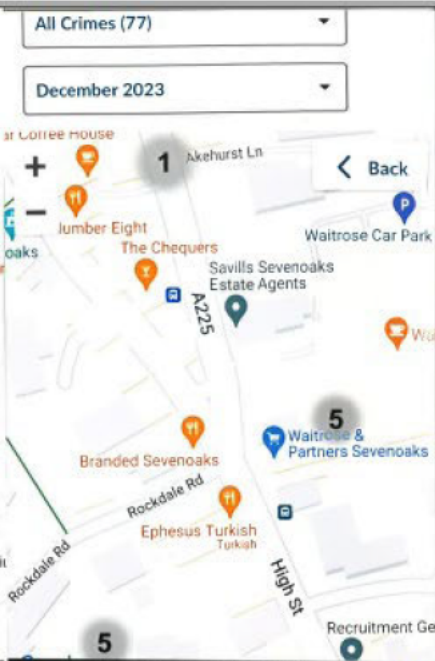 All Crimes (77)
December 2023
Coffee House
+
1
Akehurst Ln
Back
−
P
Number Eight
oaks
Waitrose Car Park
The Chequers
Savills Sevenoaks
Estate Agents
A225
5
Waitrose &
Partners Sevenoaks
Branded Sevenoaks
Rockdale Rd
Ephesus Turkish
Turkish
Rockdale Rd
High St
5
Recruitment Ge